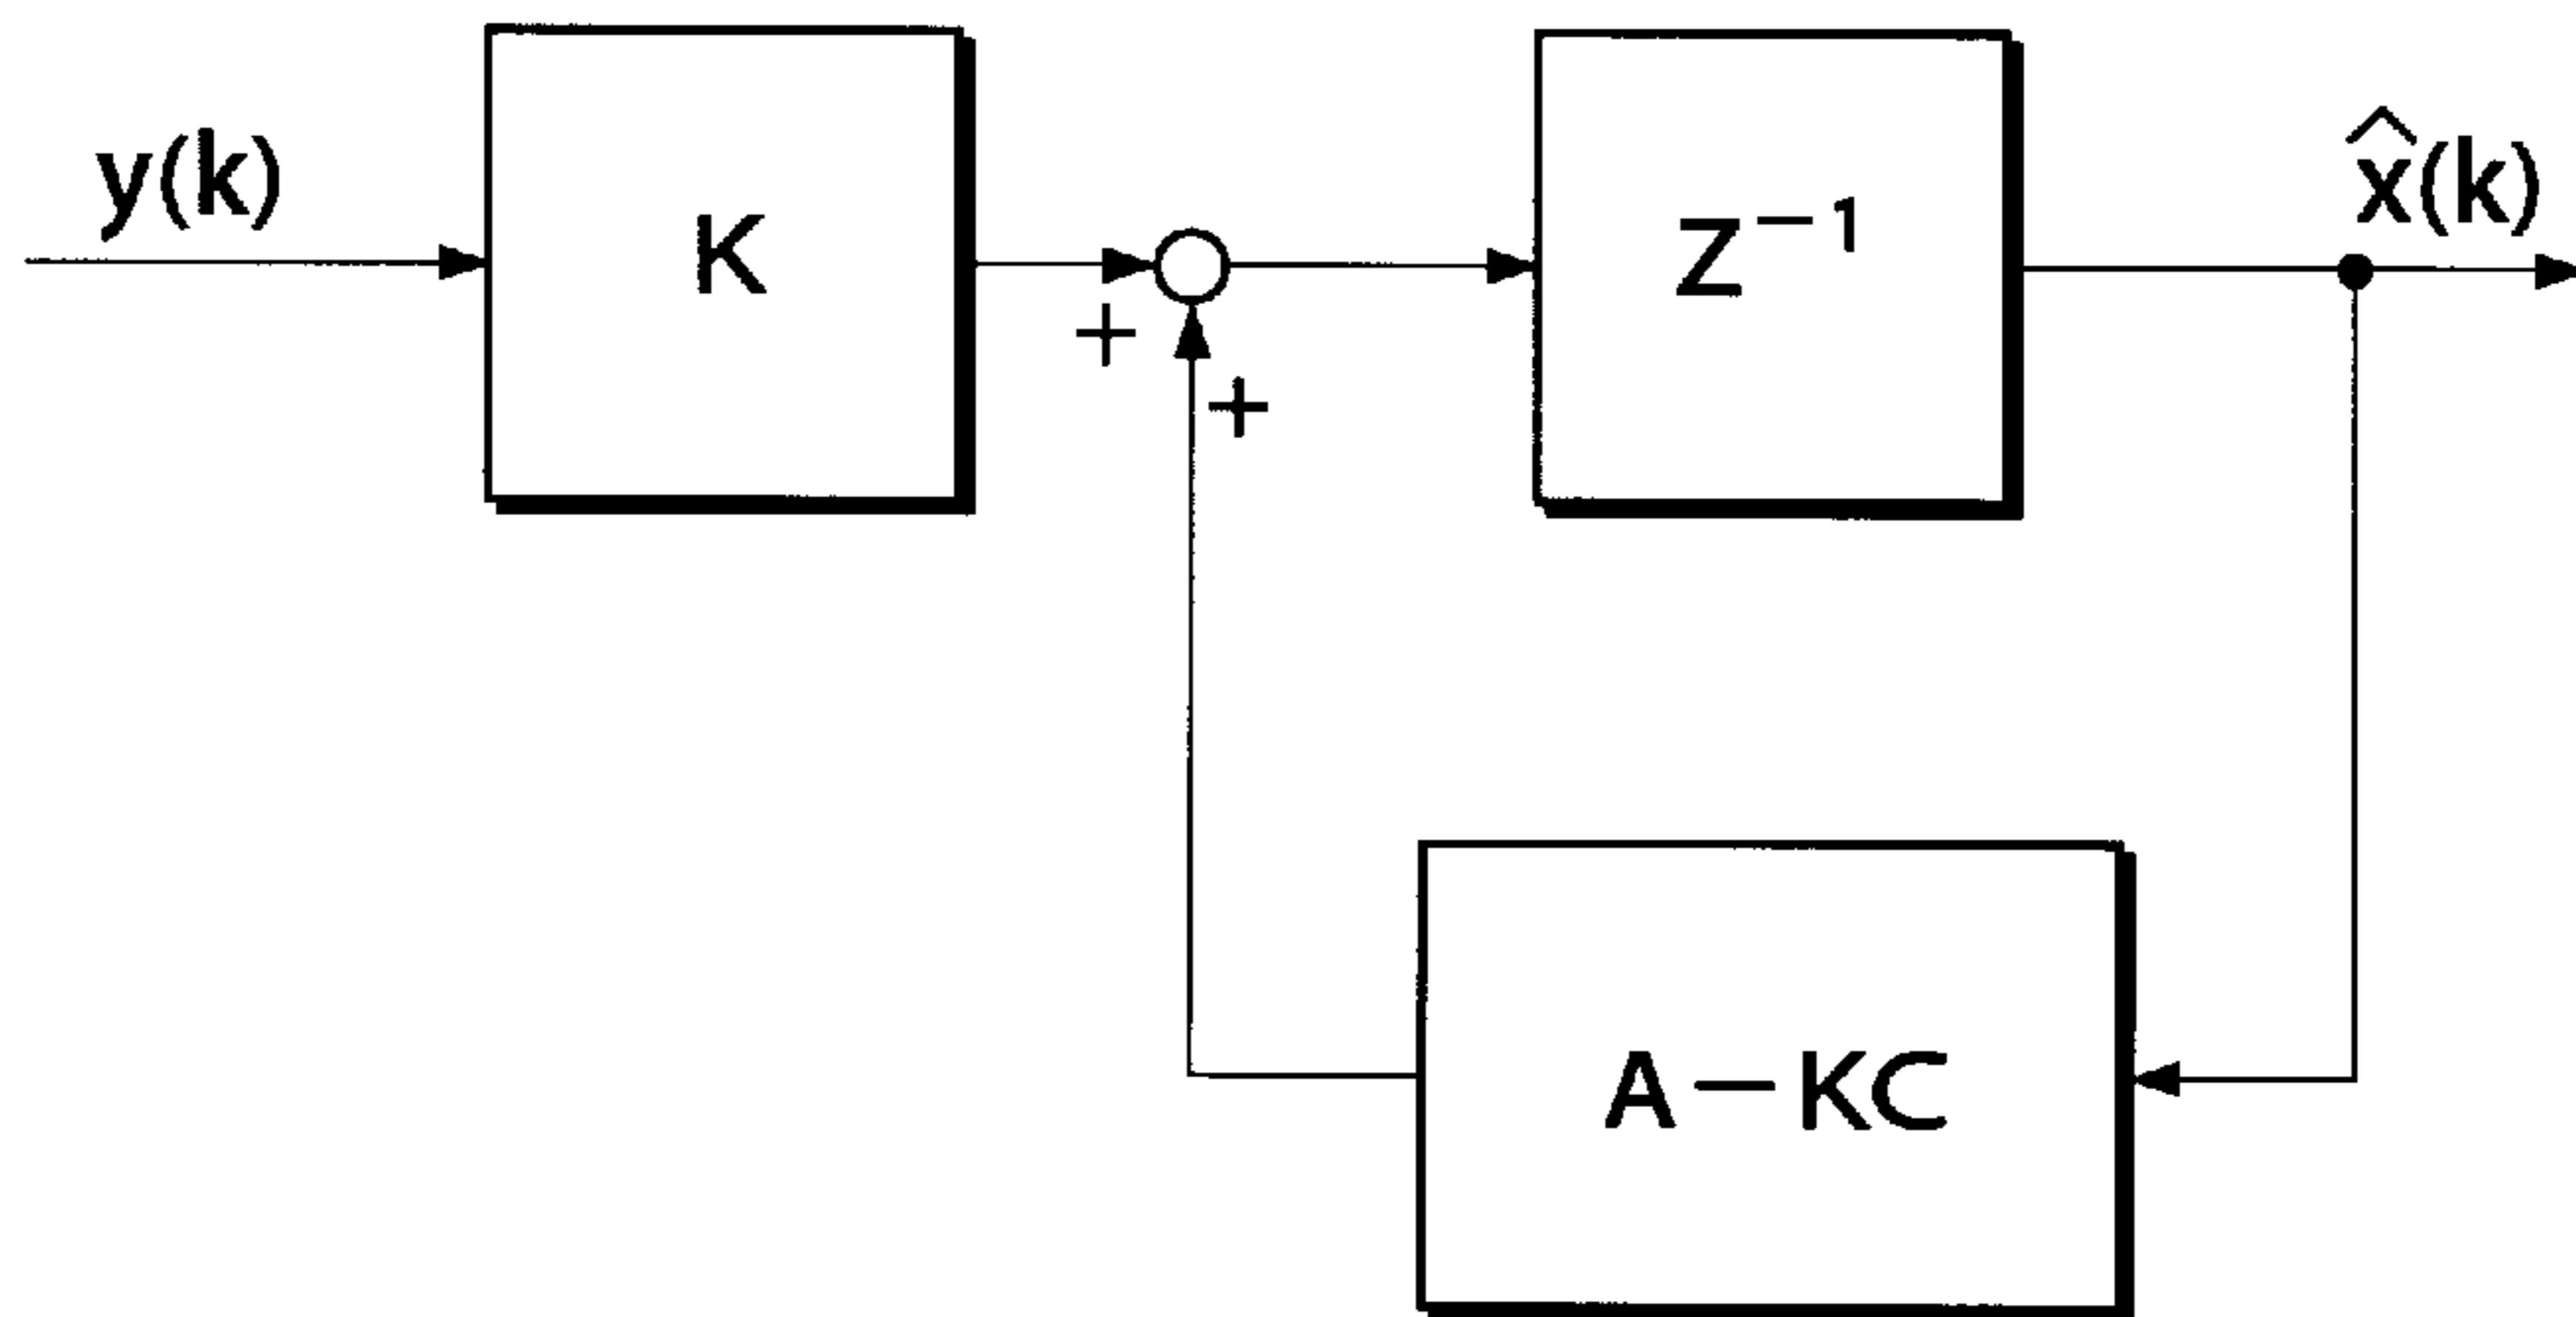 y(k)
K
+
+
Z⁻¹
x̂(k)
A-KC